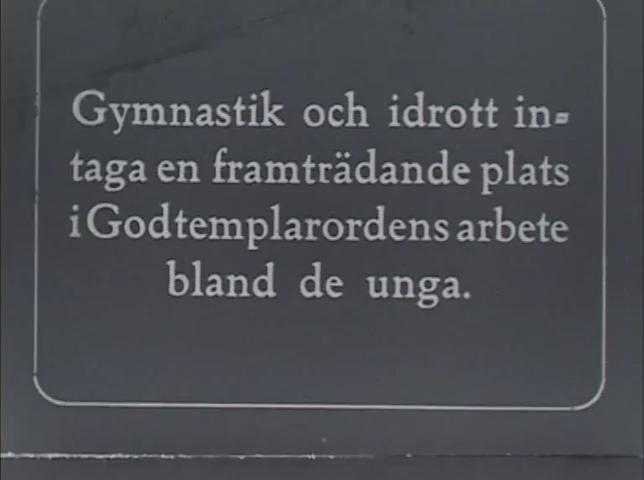 Gymnastik och idrott in=
taga en framträdande plats
i Godtemplarordens arbete
bland de unga.